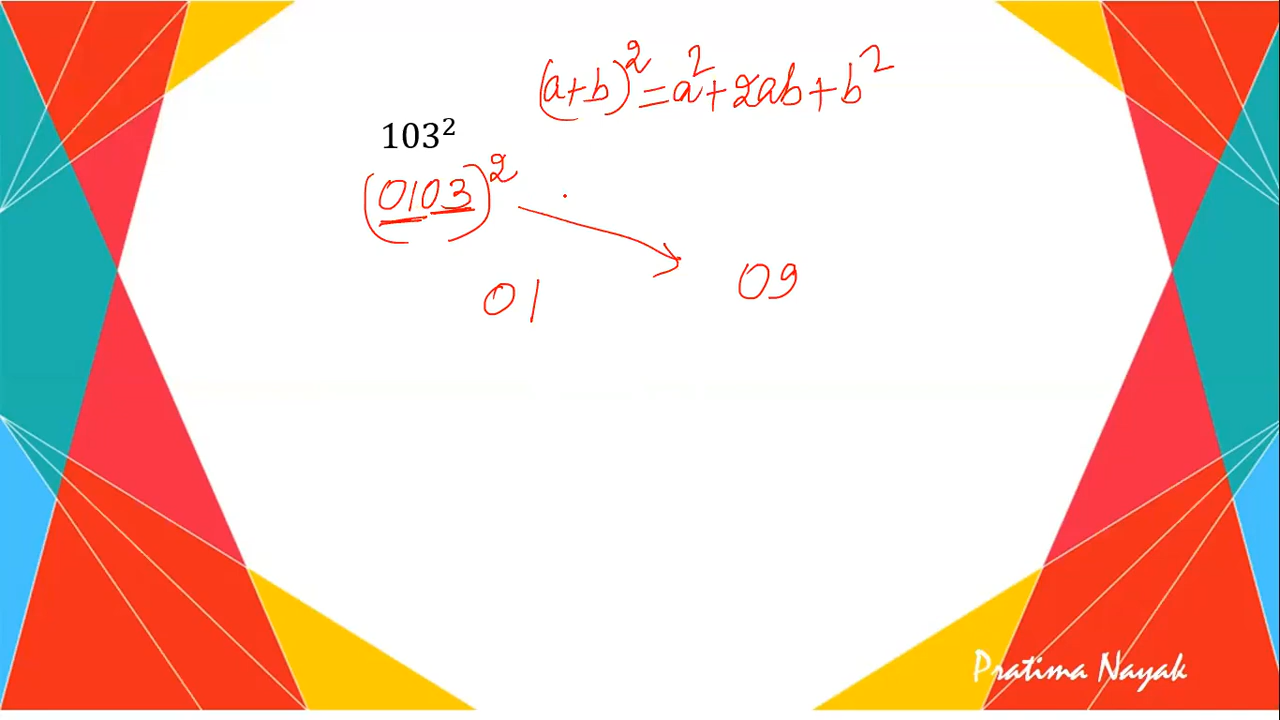 (a+b)²=a²+2ab+b²
103²
(0103)²
01 09
Pratima Nayak